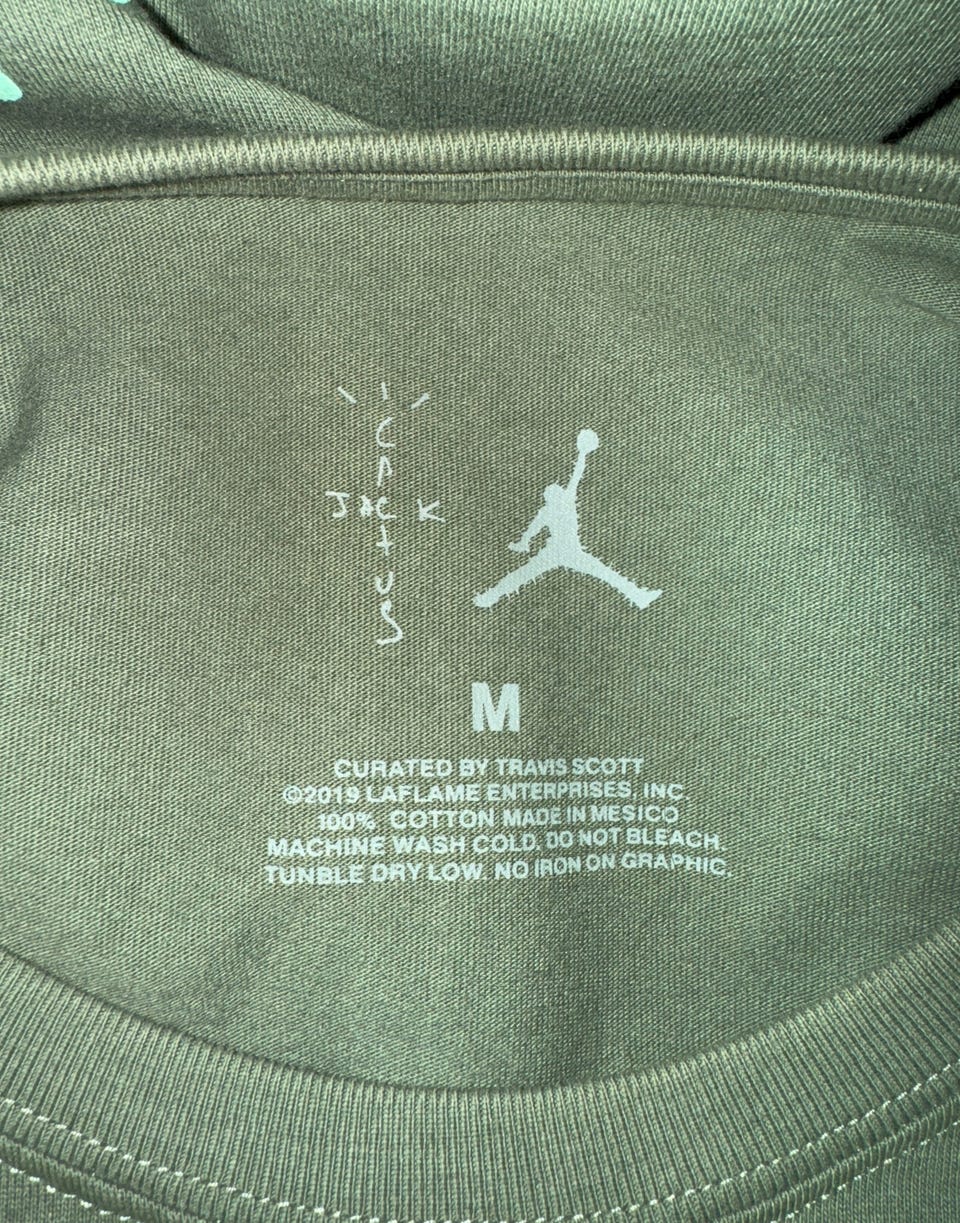 CACTUS
JACK
M
CURATED BY TRAVIS SCOTT
©2019 LAFLAME ENTERPRISES, INC.
100% COTTON MADE IN MESICO
MACHINE WASH COLD. DO NOT BLEACH.
TUNBLE DRY LOW. NO IRON ON GRAPHIC.